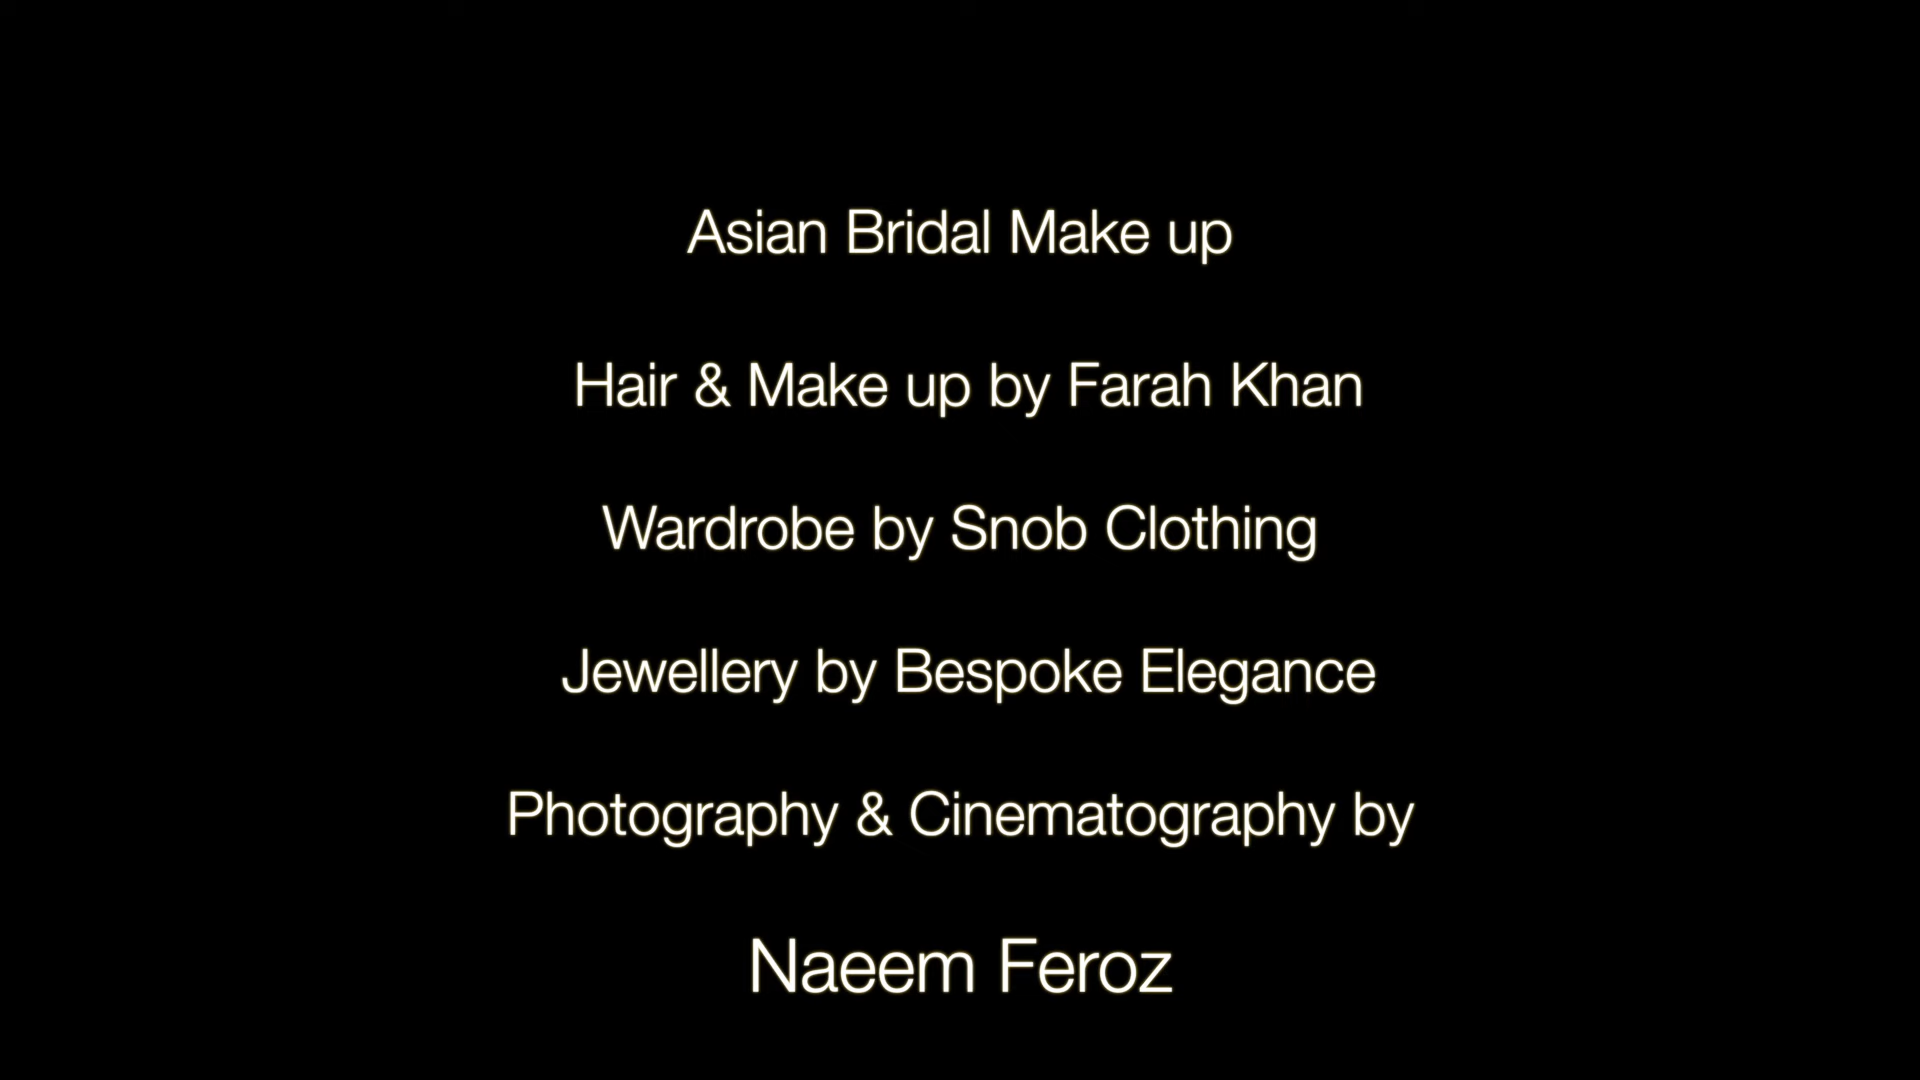 Asian Bridal Make up
Hair & Make up by Farah Khan
Wardrobe by Snob Clothing
Jewellery by Bespoke Elegance
Photography & Cinematography by
Naeem Feroz